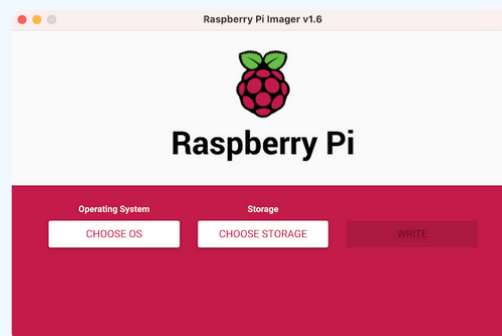 Raspberry Pi Imager v1.6
Raspberry Pi
Operating System
Storage
CHOOSE OS
CHOOSE STORAGE
WRITE